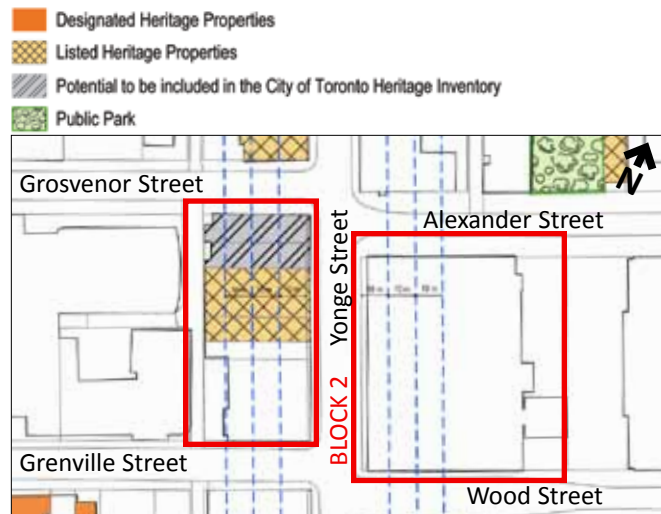 Designated Heritage Properties
Listed Heritage Properties
Potential to be included in the City of Toronto Heritage Inventory
Public Park
N
Grosvenor Street
Alexander Street
Yonge Street
BLOCK 2
Grenville Street
Wood Street